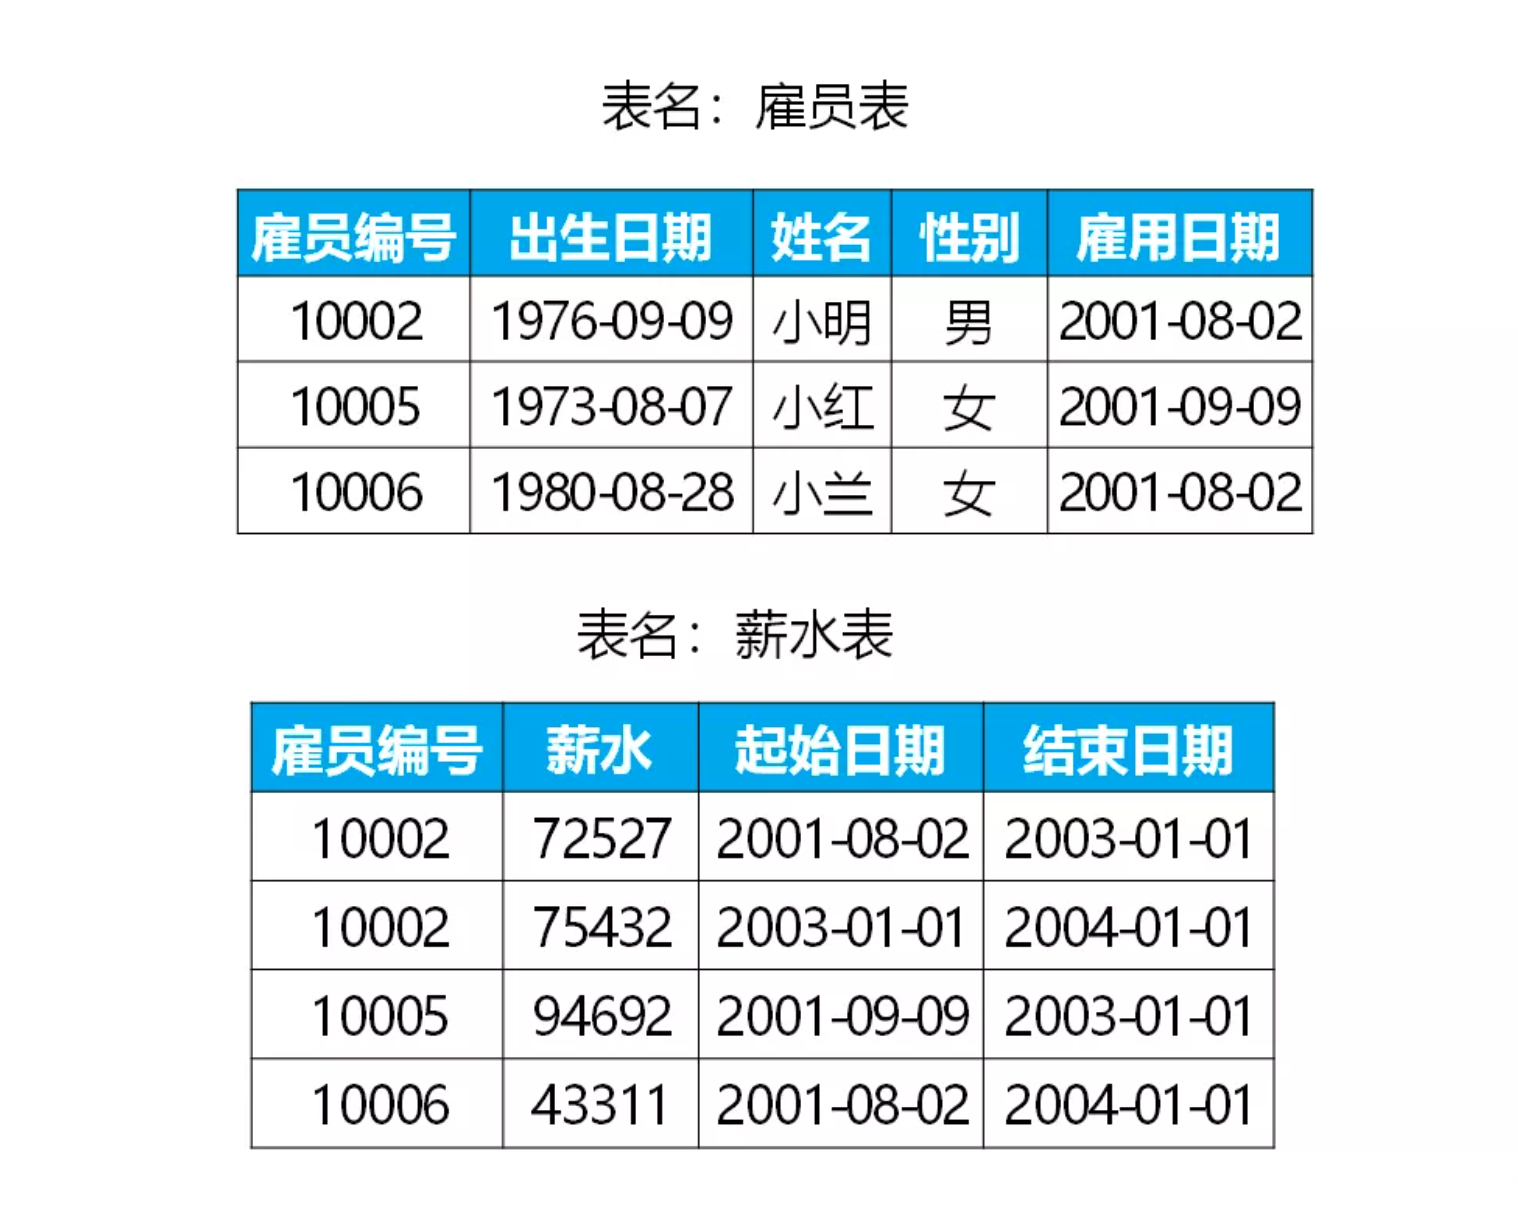 表名：雇员表
雇员编号 出生日期 姓名 性别 雇用日期
10002 1976-09-09 小明 男 2001-08-02
10005 1973-08-07 小红 女 2001-09-09
10006 1980-08-28 小兰 女 2001-08-02
表名：薪水表
雇员编号 薪水 起始日期 结束日期
10002 72527 2001-08-02 2003-01-01
10002 75432 2003-01-01 2004-01-01
10005 94692 2001-09-09 2003-01-01
10006 43311 2001-08-02 2004-01-01